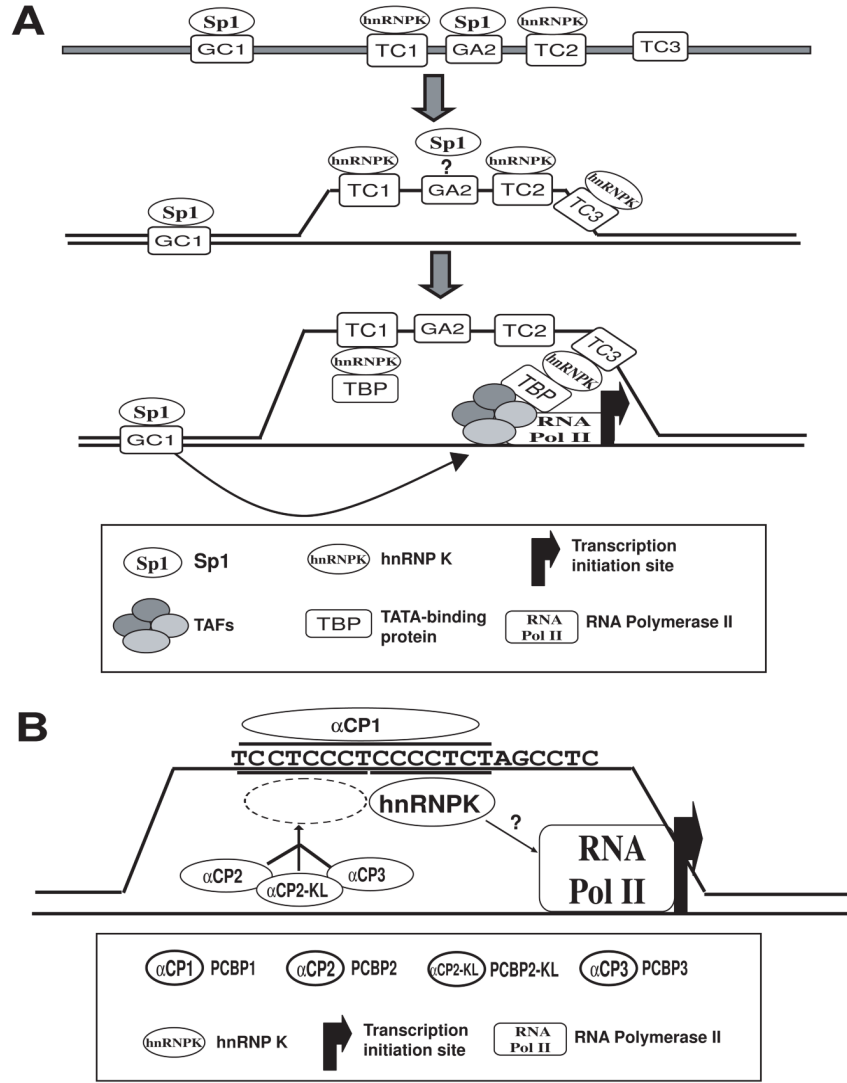 A
Sp1 hnRNPK Sp1 hnRNPK
GC1 TC1 GA2 TC2 TC3
Sp1
?
hnRNPK hnRNPK hnRNPK
TC1 GA2 TC2 TC3
Sp1
GC1
TC1 GA2 TC2 TC3
hnRNPK hnRNPK
TBP TBP
Sp1
GC1
RNA
Pol II
Sp1 Sp1 hnRNPK hnRNP K Transcription
initiation site
TAFs TBP TATA-binding
protein
RNA
Pol II
RNA Polymerase II
B
αCP1
TCCTCCCTCCCCTCTAGCCTC
hnRNPK
?
RNA
Pol II
αCP2 αCP2-KL αCP3
αCP1 PCBP1 αCP2 PCBP2 αCP2-KL PCBP2-KL αCP3 PCBP3
hnRNPK hnRNP K Transcription
initiation site
RNA
Pol II
RNA Polymerase II